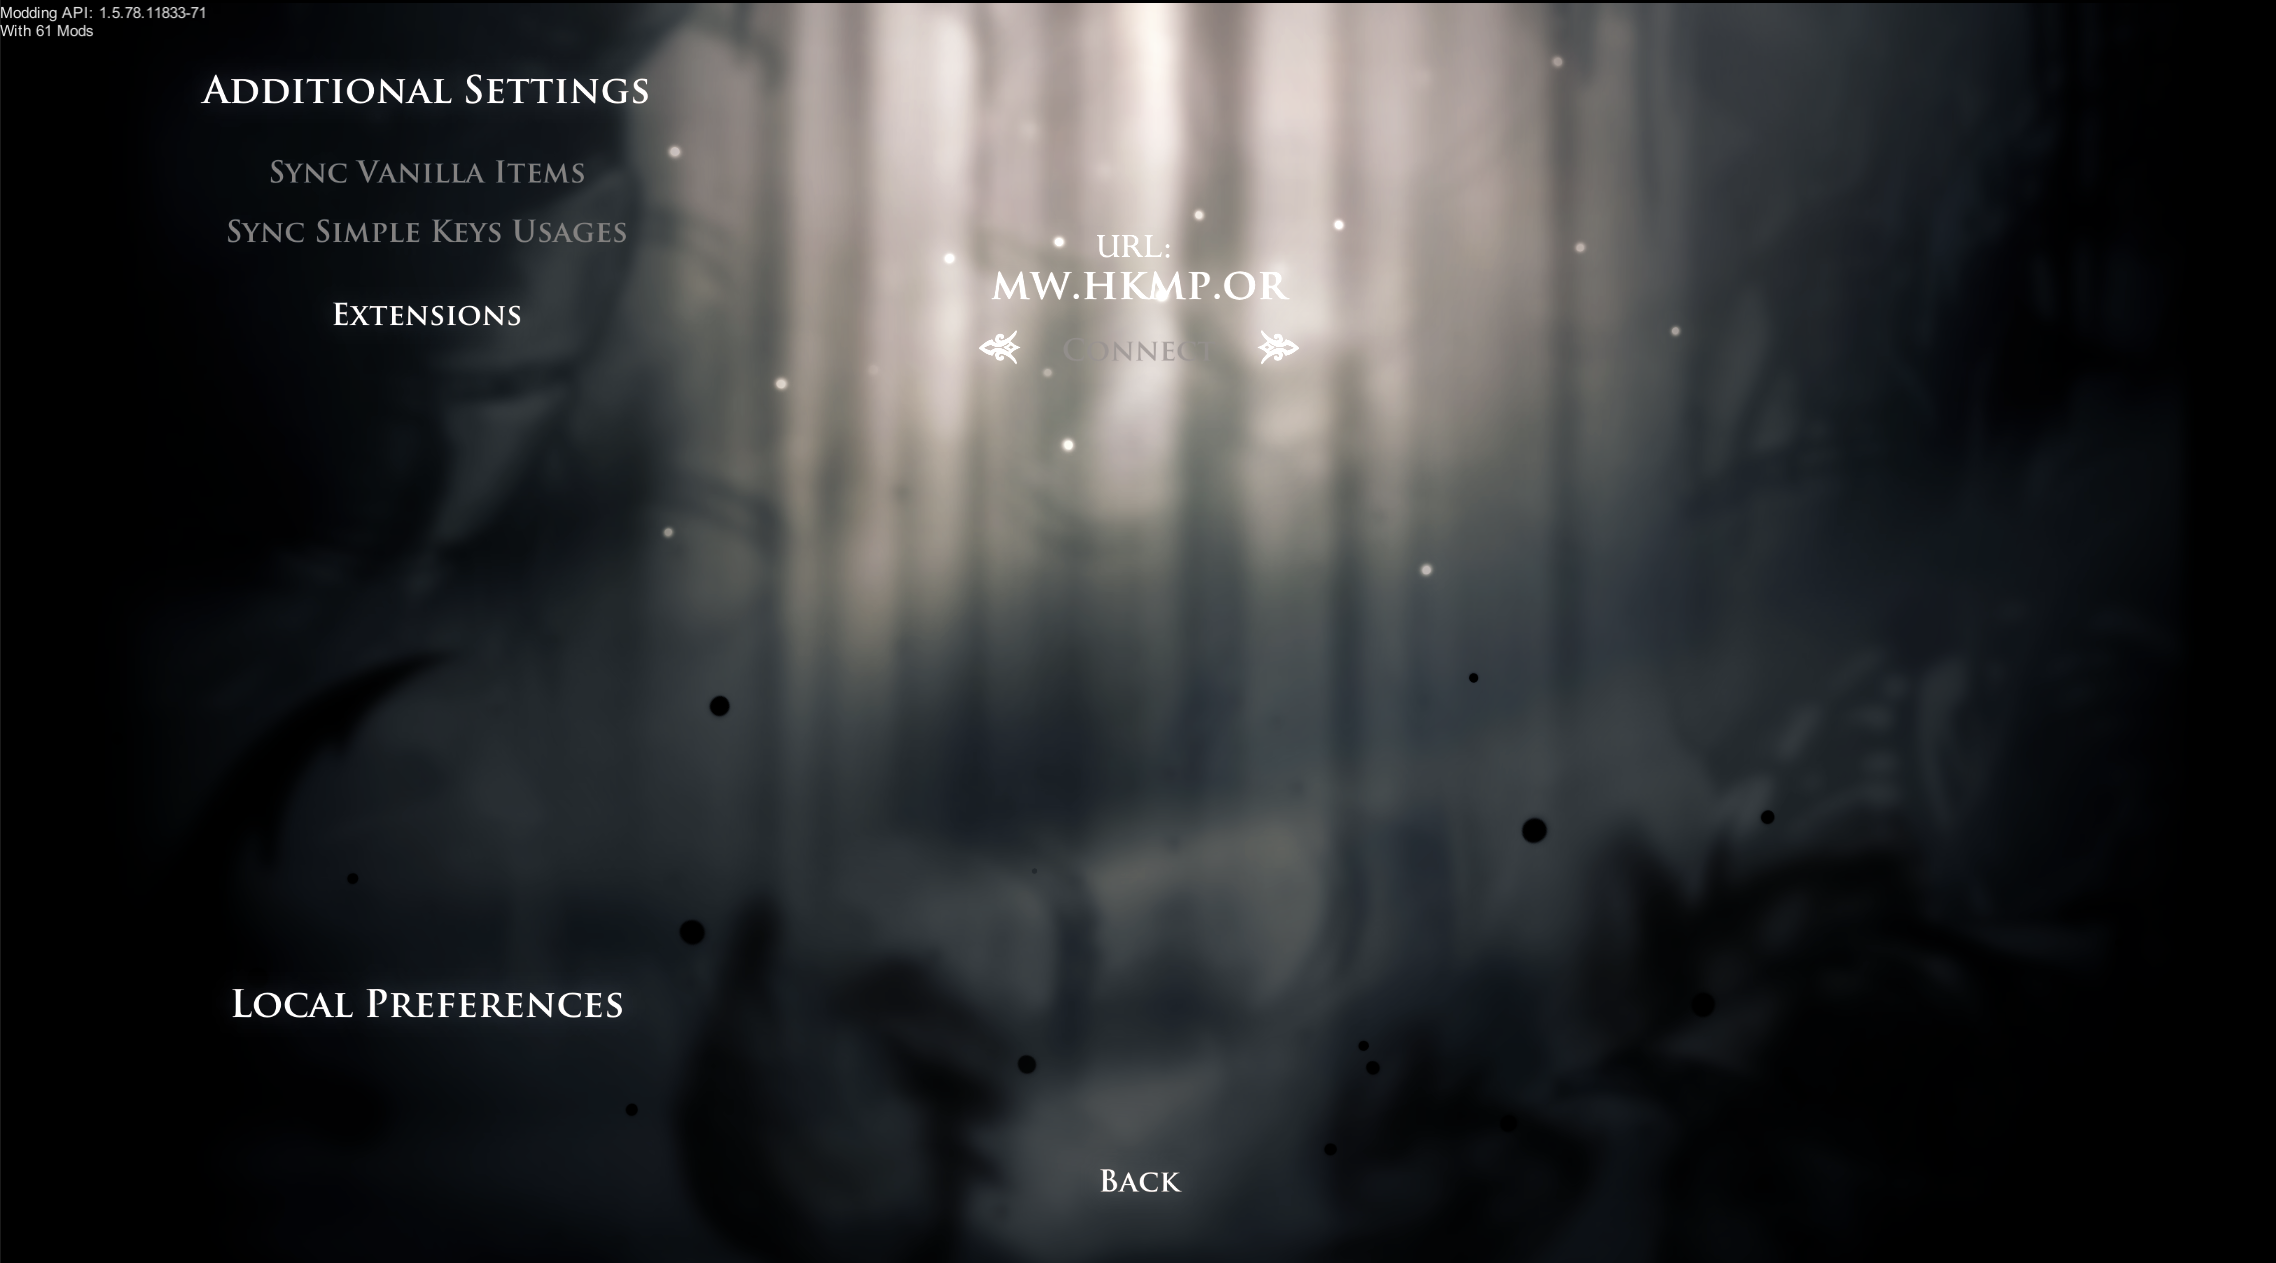 Modding API: 1.5.78.11833-71
With 61 Mods
Additional Settings
Sync Vanilla Items
Sync Simple Keys Usages
Extensions
URL:
MW.HKMP.OR
Connect
Local Preferences
Back